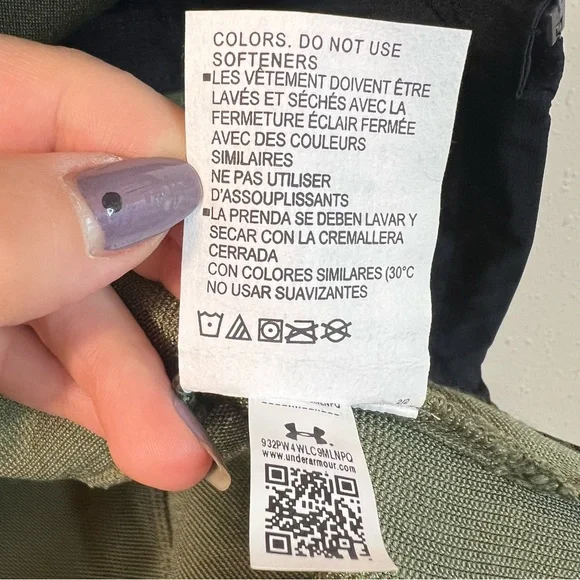 COLORS. DO NOT USE
SOFTENERS
▪LES VÊTEMENT DOIVENT ÊTRE
LAVÉS ET SÉCHÉS AVEC LA
FERMETURE ÉCLAIR FERMÉE
AVEC DES COULEURS
SIMILAIRES
NE PAS UTILISER
D'ASSOUPLISSANTS
▪LA PRENDA SE DEBEN LAVAR Y
SECAR CON LA CREMALLERA
CERRADA
CON COLORES SIMILARES (30°C
NO USAR SUAVIZANTES
932PW4WLC9MLNPQ
www.underarmour.com